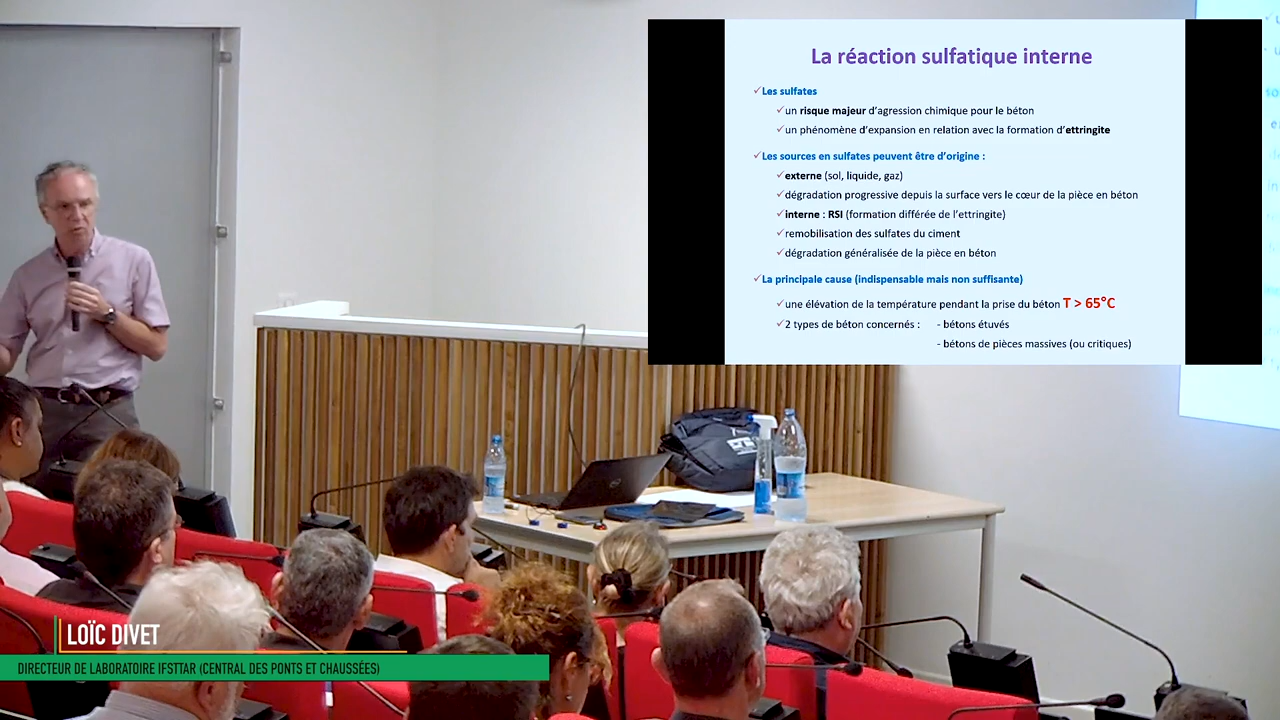 La réaction sulfatique interne
✓Les sulfates
✓un risque majeur d'agression chimique pour le béton
✓un phénomène d'expansion en relation avec la formation d'ettringite
✓Les sources en sulfates peuvent être d'origine :
✓externe (sol, liquide, gaz)
✓dégradation progressive depuis la surface vers le cœur de la pièce en béton
✓interne : RSI (formation différée de l'ettringite)
✓remobilisation des sulfates du ciment
✓dégradation généralisée de la pièce en béton
✓La principale cause (indispensable mais non suffisante)
✓une élévation de la température pendant la prise du béton T > 65°C
✓2 types de béton concernés : - bétons étuvés
- bétons de pièces massives (ou critiques)
LOÏC DIVET
DIRECTEUR DE LABORATOIRE IFSTTAR (CENTRAL DES PONTS ET CHAUSSÉES)